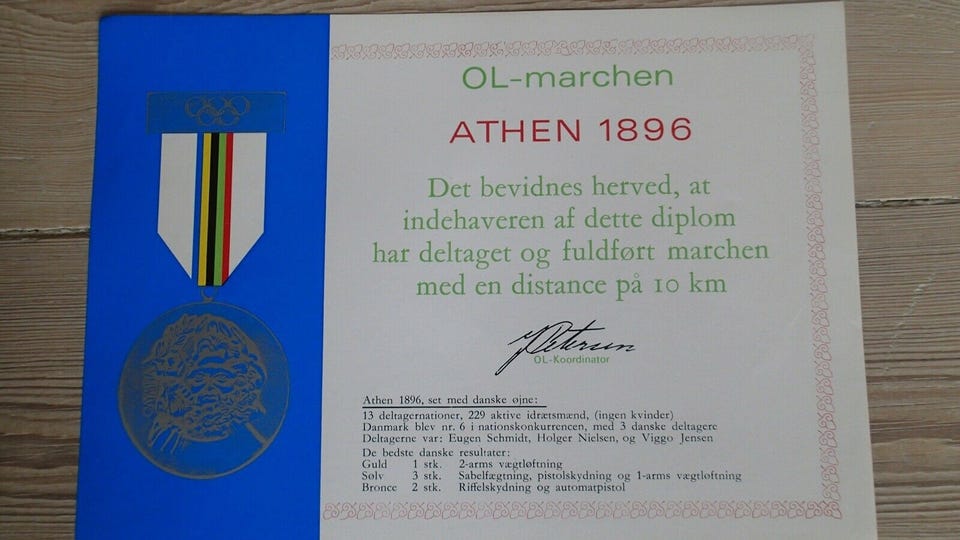 OL-marchen
ATHEN 1896
Det bevidnes herved, at
indehaveren af dette diplom
har deltaget og fuldført marchen
med en distance på 10 km
Petersen
OL-Koordinator
Athen 1896, set med danske øjne:
13 deltagernationer, 229 aktive idrætsmænd, (ingen kvinder)
Danmark blev nr. 6 i nationskonkurrencen, med 3 danske deltagere
Deltagerne var: Eugen Schmidt, Holger Nielsen, og Viggo Jensen
De bedste danske resultater:
Guld 1 stk. 2-arms vægtløftning
Sølv 3 stk. Sabelfægtning, pistolskydning og 1-arms vægtløftning
Bronce 2 stk. Riffelskydning og automatpistol